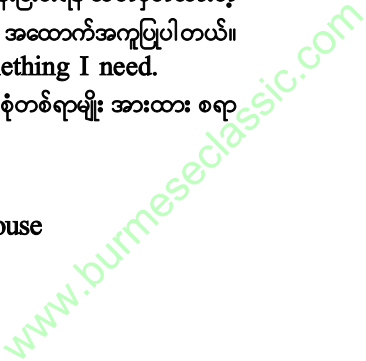 အထောက်အကူပြုပါတယ်။
ething I need.
စုံတစ်ရာမျိုး အားထား စရာ
ouse
www.burmeseclassic.com